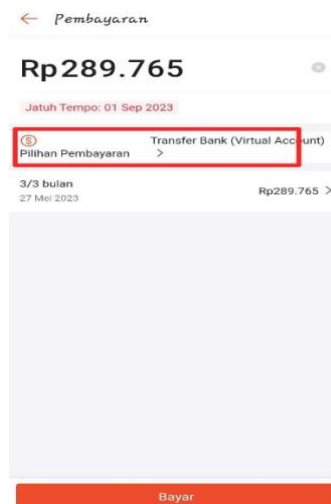 Pembayaran
Rp289.765
Jatuh Tempo: 01 Sep 2023
Transfer Bank (Virtual Account)
Pilihan Pembayaran >
3/3 bulan
27 Mei 2023
Rp289.765 >
Bayar